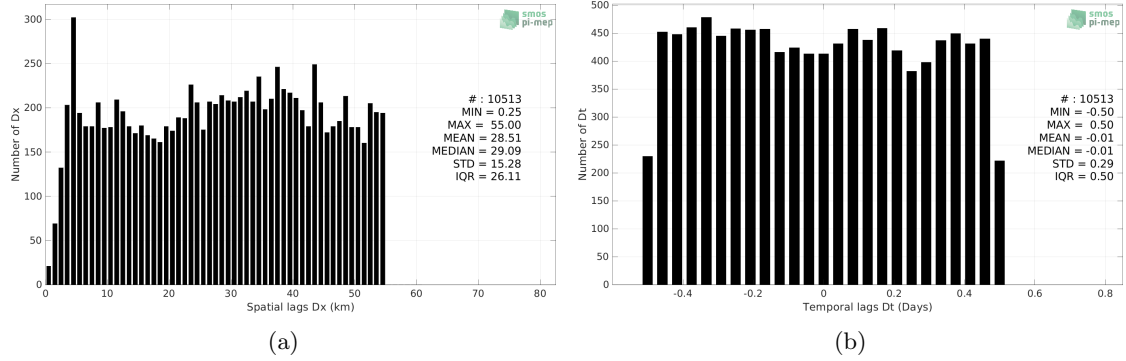 smos
pi-mep
300
250
200
150
100
50
0
Number of Dx
# : 10513
MIN = 0.25
MAX = 55.00
MEAN = 28.51
MEDIAN = 29.09
STD = 15.28
IQR = 26.11
0 10 20 30 40 50 60 70 80
Spatial lags Dx (km)
(a)
smos
pi-mep
500
450
400
350
300
250
200
150
100
50
0
Number of Dt
# : 10513
MIN = -0.50
MAX = 0.50
MEAN = -0.01
MEDIAN = -0.01
STD = 0.29
IQR = 0.50
-0.4 -0.2 0 0.2 0.4 0.6 0.8
Temporal lags Dt (Days)
(b)